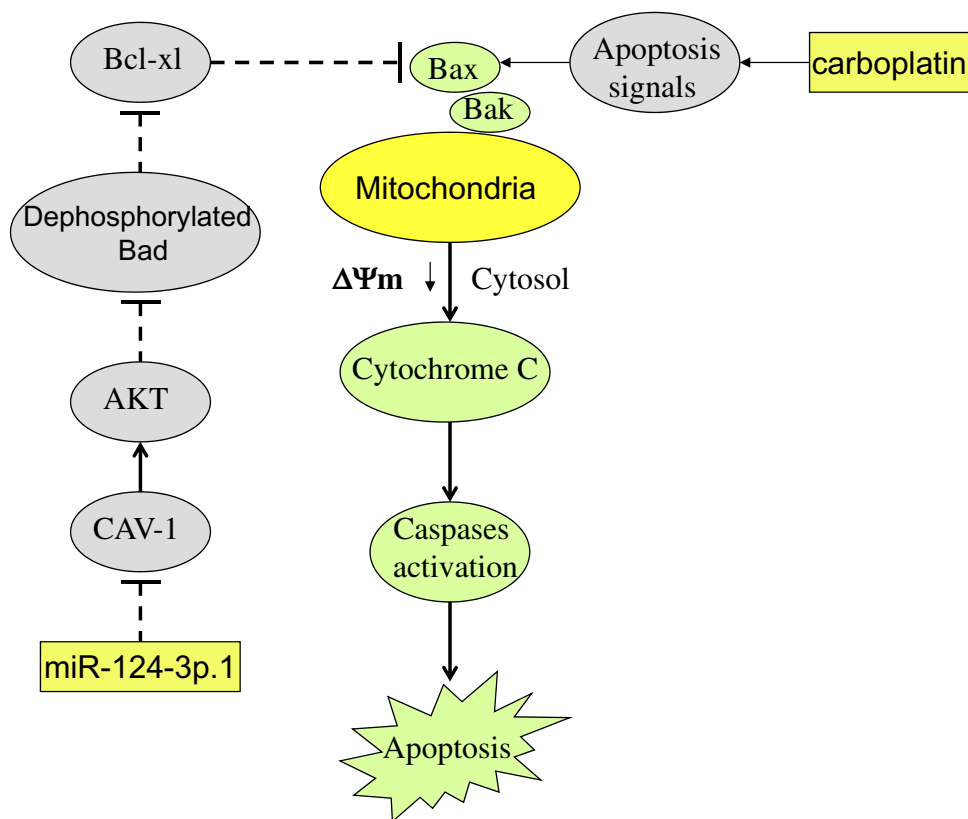 Bcl-xl
Bax
Bak
Apoptosis
signals
carboplatin
Mitochondria
Dephosphorylated
Bad
ΔΨm ↓ Cytosol
Cytochrome C
AKT
CAV-1
Caspases
activation
miR-124-3p.1
Apoptosis